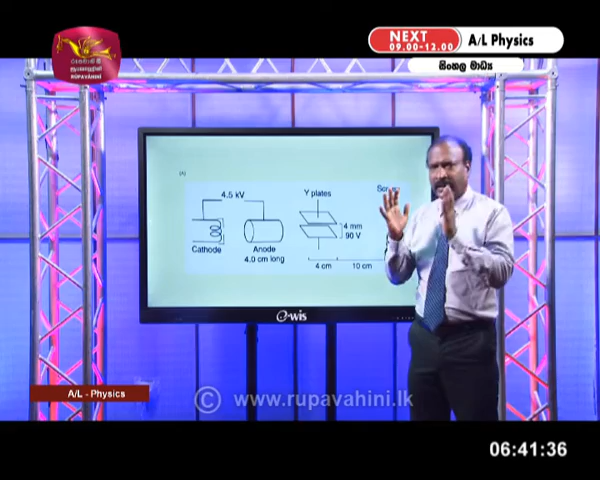 NEXT
09.00-12.00
A/L Physics
සිංහල මාධ්‍ය
RUPAVAHINI
(A)
4.5 kV
Y plates
4 mm
90 V
Cathode
Anode
4.0 cm long
4 cm
10 cm
e-wis
A/L - Physics
© www.rupavahini.lk
06:41:36